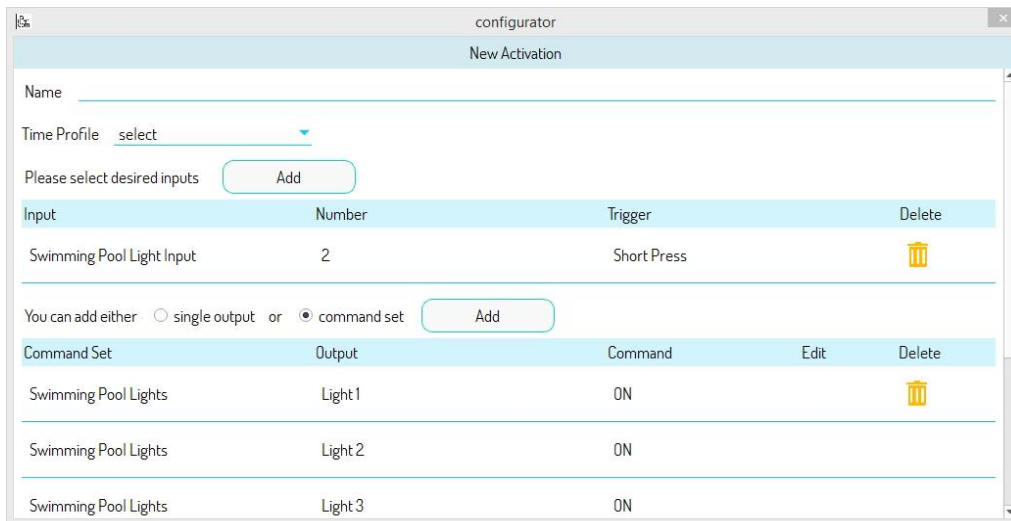 configurator
New Activation
Name
Time Profile select
Please select desired inputs Add
Input Number Trigger Delete
Swimming Pool Light Input 2 Short Press
You can add either single output or command set Add
Command Set Output Command Edit Delete
Swimming Pool Lights Light 1 ON
Swimming Pool Lights Light 2 ON
Swimming Pool Lights Light 3 ON